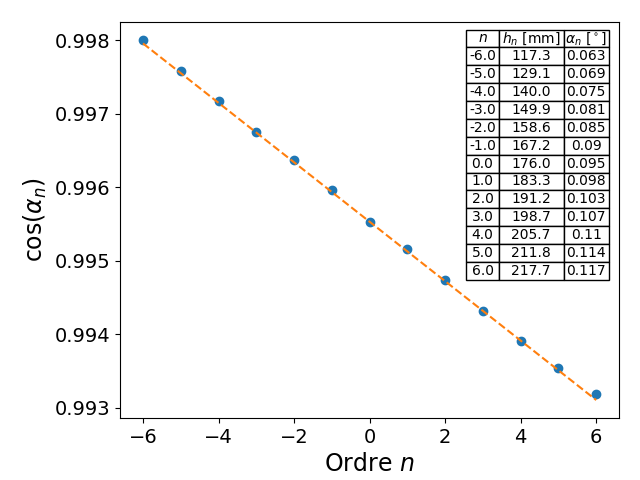 0.998
0.997
0.996
0.995
0.994
0.993
cos(αₙ)
−6 −4 −2 0 2 4 6
Ordre n
n hₙ [mm] αₙ [°]
-6.0 117.3 0.063
-5.0 129.1 0.069
-4.0 140.0 0.075
-3.0 149.9 0.081
-2.0 158.6 0.085
-1.0 167.2 0.09
0.0 176.0 0.095
1.0 183.3 0.098
2.0 191.2 0.103
3.0 198.7 0.107
4.0 205.7 0.11
5.0 211.8 0.114
6.0 217.7 0.117